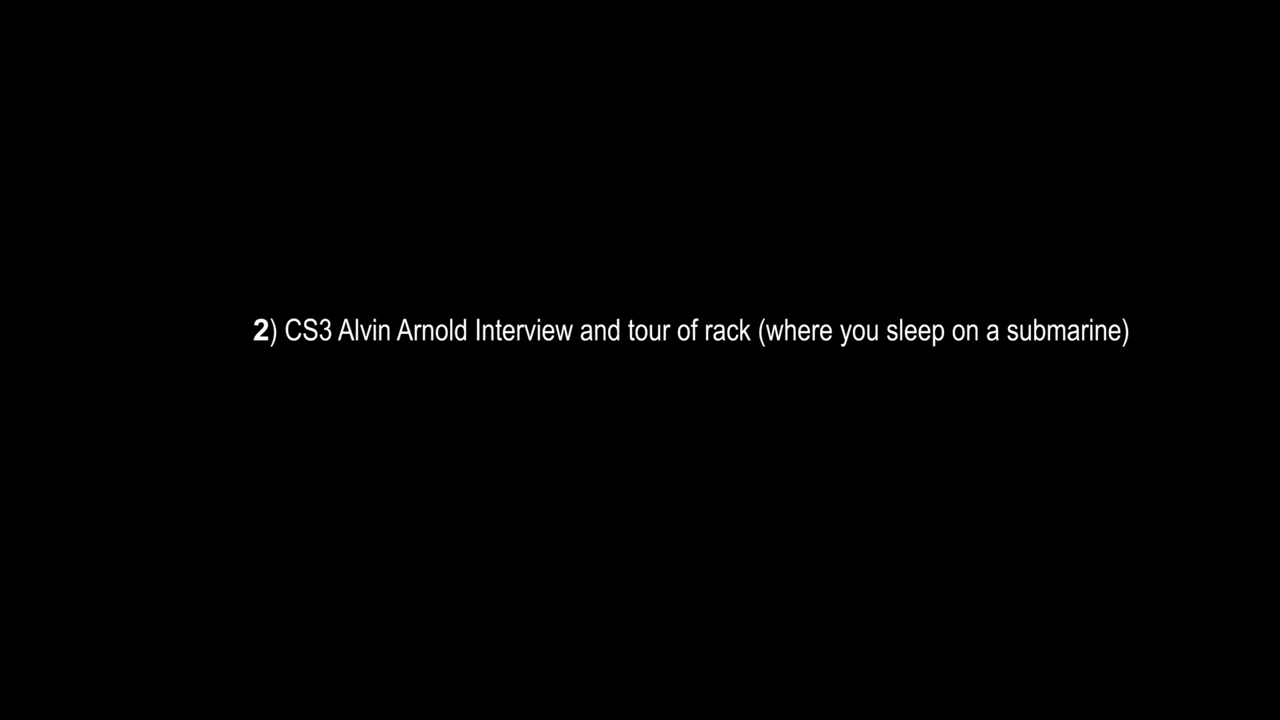 2) CS3 Alvin Arnold Interview and tour of rack (where you sleep on a submarine)